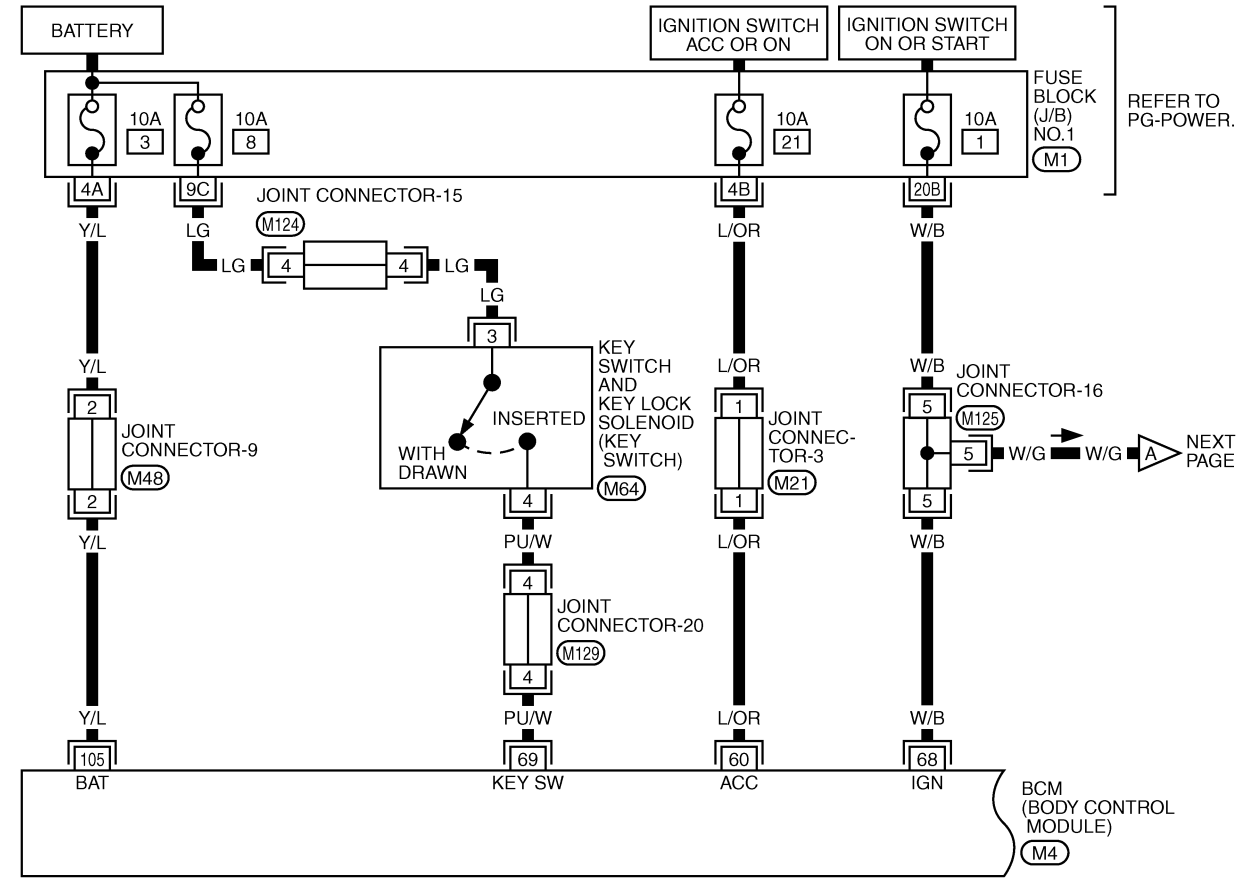 BATTERY
IGNITION SWITCH
ACC OR ON
IGNITION SWITCH
ON OR START
FUSE
BLOCK
(J/B)
NO.1
M1
REFER TO
PG-POWER.
10A
3
10A
8
10A
21
10A
1
4A
9C
4B
20B
JOINT CONNECTOR-15
M124
Y/L
LG
L/OR
W/B
LG
4
4
LG
LG
3
KEY
SWITCH
AND
KEY LOCK
SOLENOID
(KEY
SWITCH)
M64
INSERTED
WITH
DRAWN
4
Y/L
L/OR
W/B
2
JOINT
CONNECTOR-9
M48
2
1
JOINT
CONNEC-
TOR-3
M21
1
5
JOINT
CONNECTOR-16
M125
5
W/G
W/G
A
NEXT
PAGE
5
Y/L
PU/W
L/OR
W/B
4
JOINT
CONNECTOR-20
M129
4
Y/L
PU/W
L/OR
W/B
105
69
60
68
BAT
KEY SW
ACC
IGN
BCM
(BODY CONTROL
MODULE)
M4